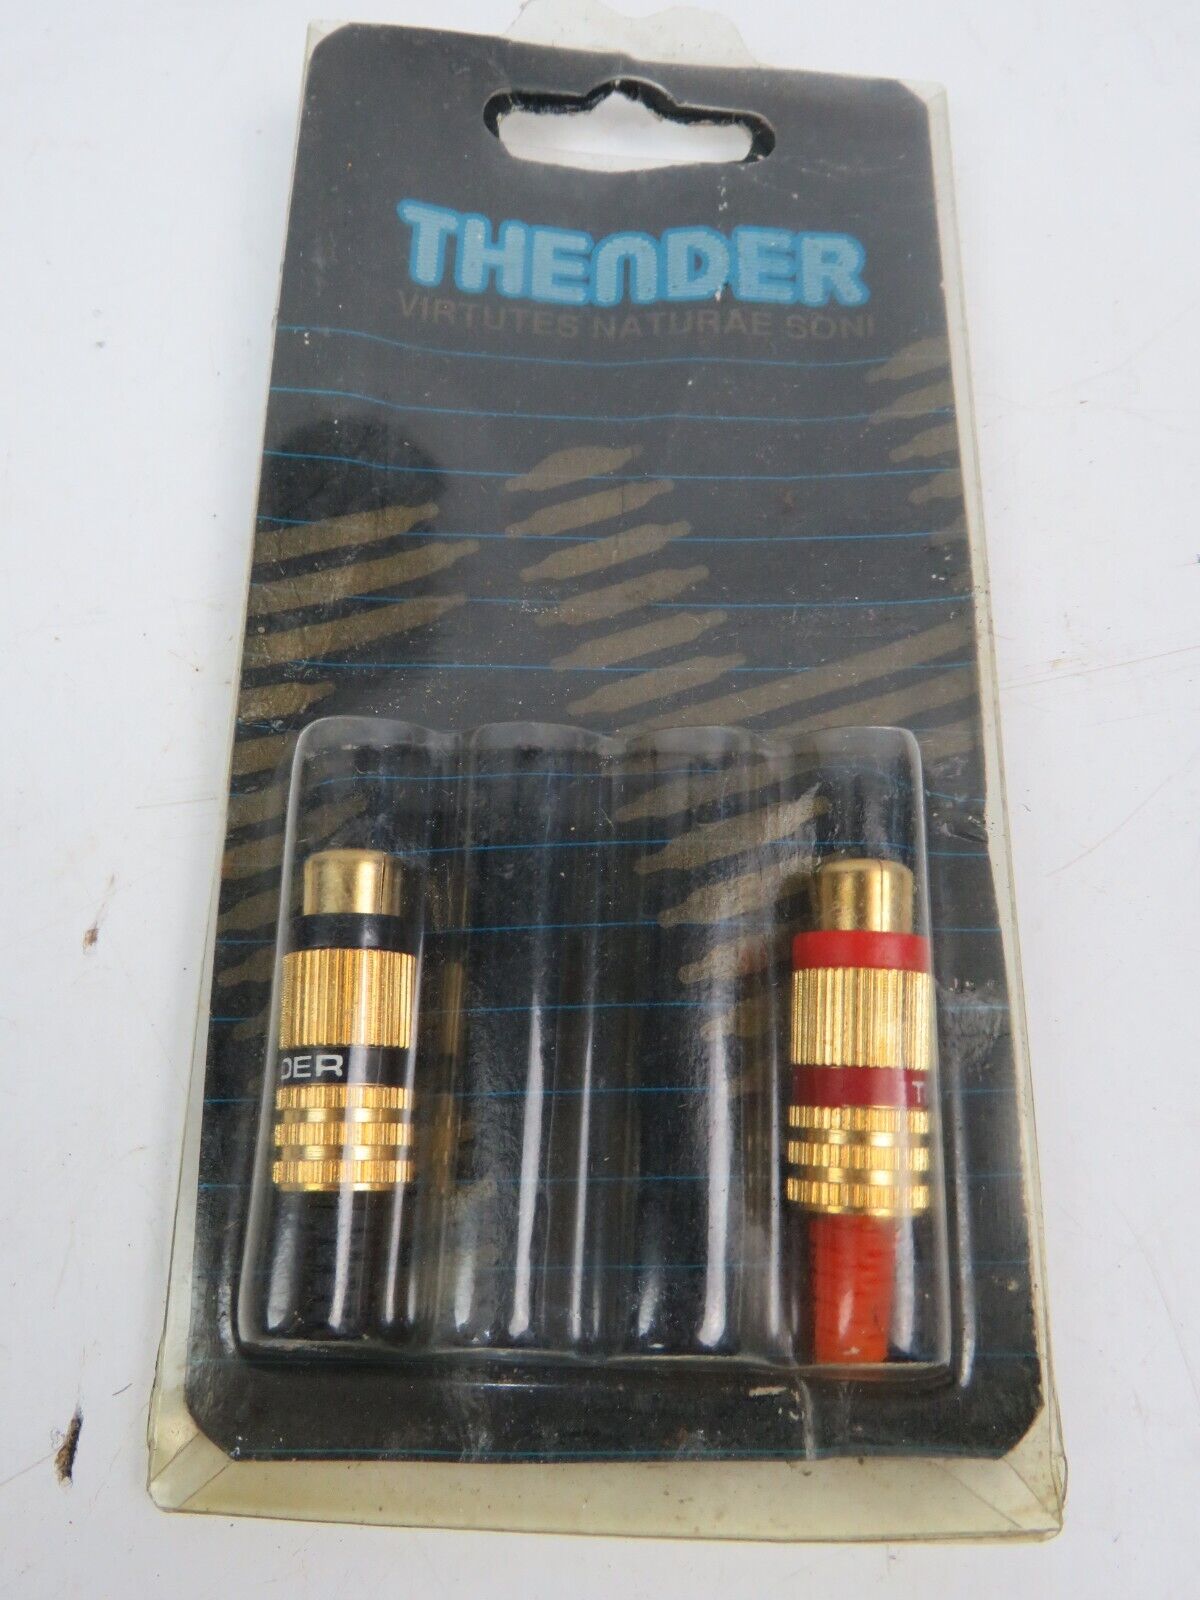 THENDER
VIRTUTES NATURAE SONI
DER
T